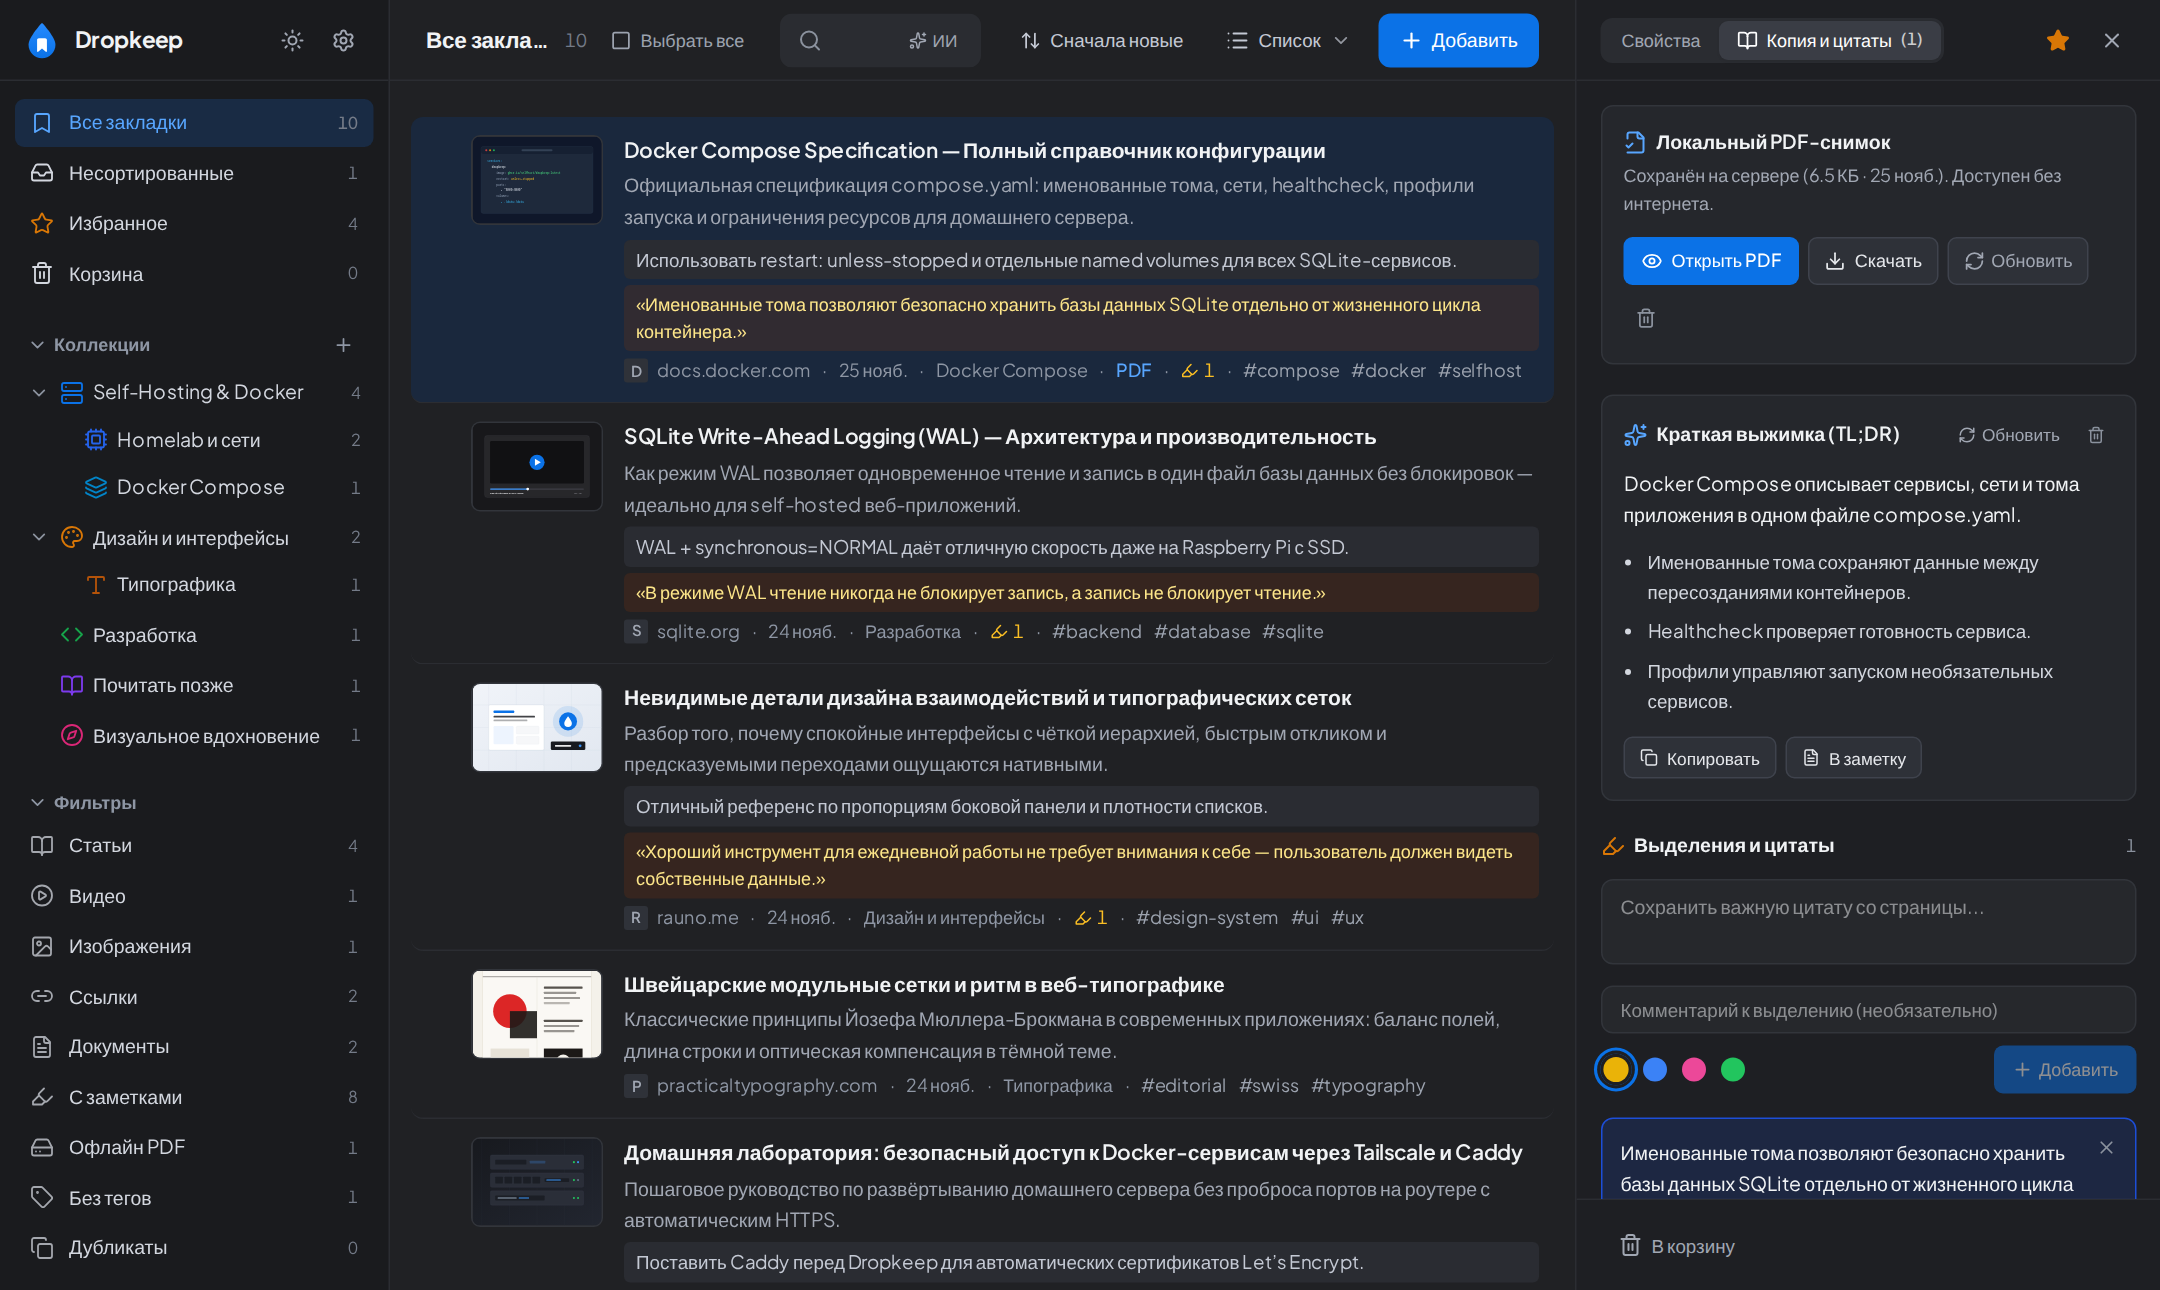 Dropkeep
Все закладки 10
Несортированные 1
Избранное 4
Корзина 0
Коллекции
Self-Hosting & Docker 4
Homelab и сети 2
Docker Compose 1
Дизайн и интерфейсы 2
Типографика 1
Разработка 1
Почитать позже 1
Визуальное вдохновение 1
Фильтры
Статьи 4
Видео 1
Изображения 1
Ссылки 2
Документы 2
С заметками 8
Офлайн PDF 1
Без тегов 1
Дубликаты 0
Все закла... 10 Выбрать все ИИ Сначала новые Список Добавить
Docker Compose Specification — Полный справочник конфигурации
Официальная спецификация compose.yaml: именованные тома, сети, healthcheck, профили
запуска и ограничения ресурсов для домашнего сервера.
Использовать restart: unless-stopped и отдельные named volumes для всех SQLite-сервисов.
«Именованные тома позволяют безопасно хранить базы данных SQLite отдельно от жизненного цикла
контейнера.»
D docs.docker.com · 25 нояб. · Docker Compose · PDF · 1 · #compose #docker #selfhost
SQLite Write-Ahead Logging (WAL) — Архитектура и производительность
Как режим WAL позволяет одновременное чтение и запись в один файл базы данных без блокировок —
идеально для self-hosted веб-приложений.
WAL + synchronous=NORMAL даёт отличную скорость даже на Raspberry Pi с SSD.
«В режиме WAL чтение никогда не блокирует запись, а запись не блокирует чтение.»
S sqlite.org · 24 нояб. · Разработка · 1 · #backend #database #sqlite
Невидимые детали дизайна взаимодействий и типографических сеток
Разбор того, почему спокойные интерфейсы с чёткой иерархией, быстрым откликом и
предсказуемыми переходами ощущаются нативными.
Отличный референс по пропорциям боковой панели и плотности списков.
«Хороший инструмент для ежедневной работы не требует внимания к себе — пользователь должен видеть
собственные данные.»
R rauno.me · 24 нояб. · Дизайн и интерфейсы · 1 · #design-system #ui #ux
Швейцарские модульные сетки и ритм в веб-типографике
Классические принципы Йозефа Мюллера-Брокмана в современных приложениях: баланс полей,
длина строки и оптическая компенсация в тёмной теме.
P practicaltypography.com · 24 нояб. · Типографика · #editorial #swiss #typography
Домашняя лаборатория: безопасный доступ к Docker-сервисам через Tailscale и Caddy
Пошаговое руководство по развёртыванию домашнего сервера без проброса портов на роутере с
автоматическим HTTPS.
Поставить Caddy перед Dropkeep для автоматических сертификатов Let's Encrypt.
Свойства Копия и цитаты (1)
Локальный PDF-снимок
Сохранён на сервере (6.5 КБ · 25 нояб.). Доступен без
интернета.
Открыть PDF Скачать Обновить
Краткая выжимка (TL;DR) Обновить
Docker Compose описывает сервисы, сети и тома
приложения в одном файле compose.yaml.
• Именованные тома сохраняют данные между
пересозданиями контейнеров.
• Healthcheck проверяет готовность сервиса.
• Профили управляют запуском необязательных
сервисов.
Копировать В заметку
Выделения и цитаты 1
Сохранить важную цитату со страницы...
Комментарий к выделению (необязательно)
Добавить
Именованные тома позволяют безопасно хранить
базы данных SQLite отдельно от жизненного цикла
В корзину